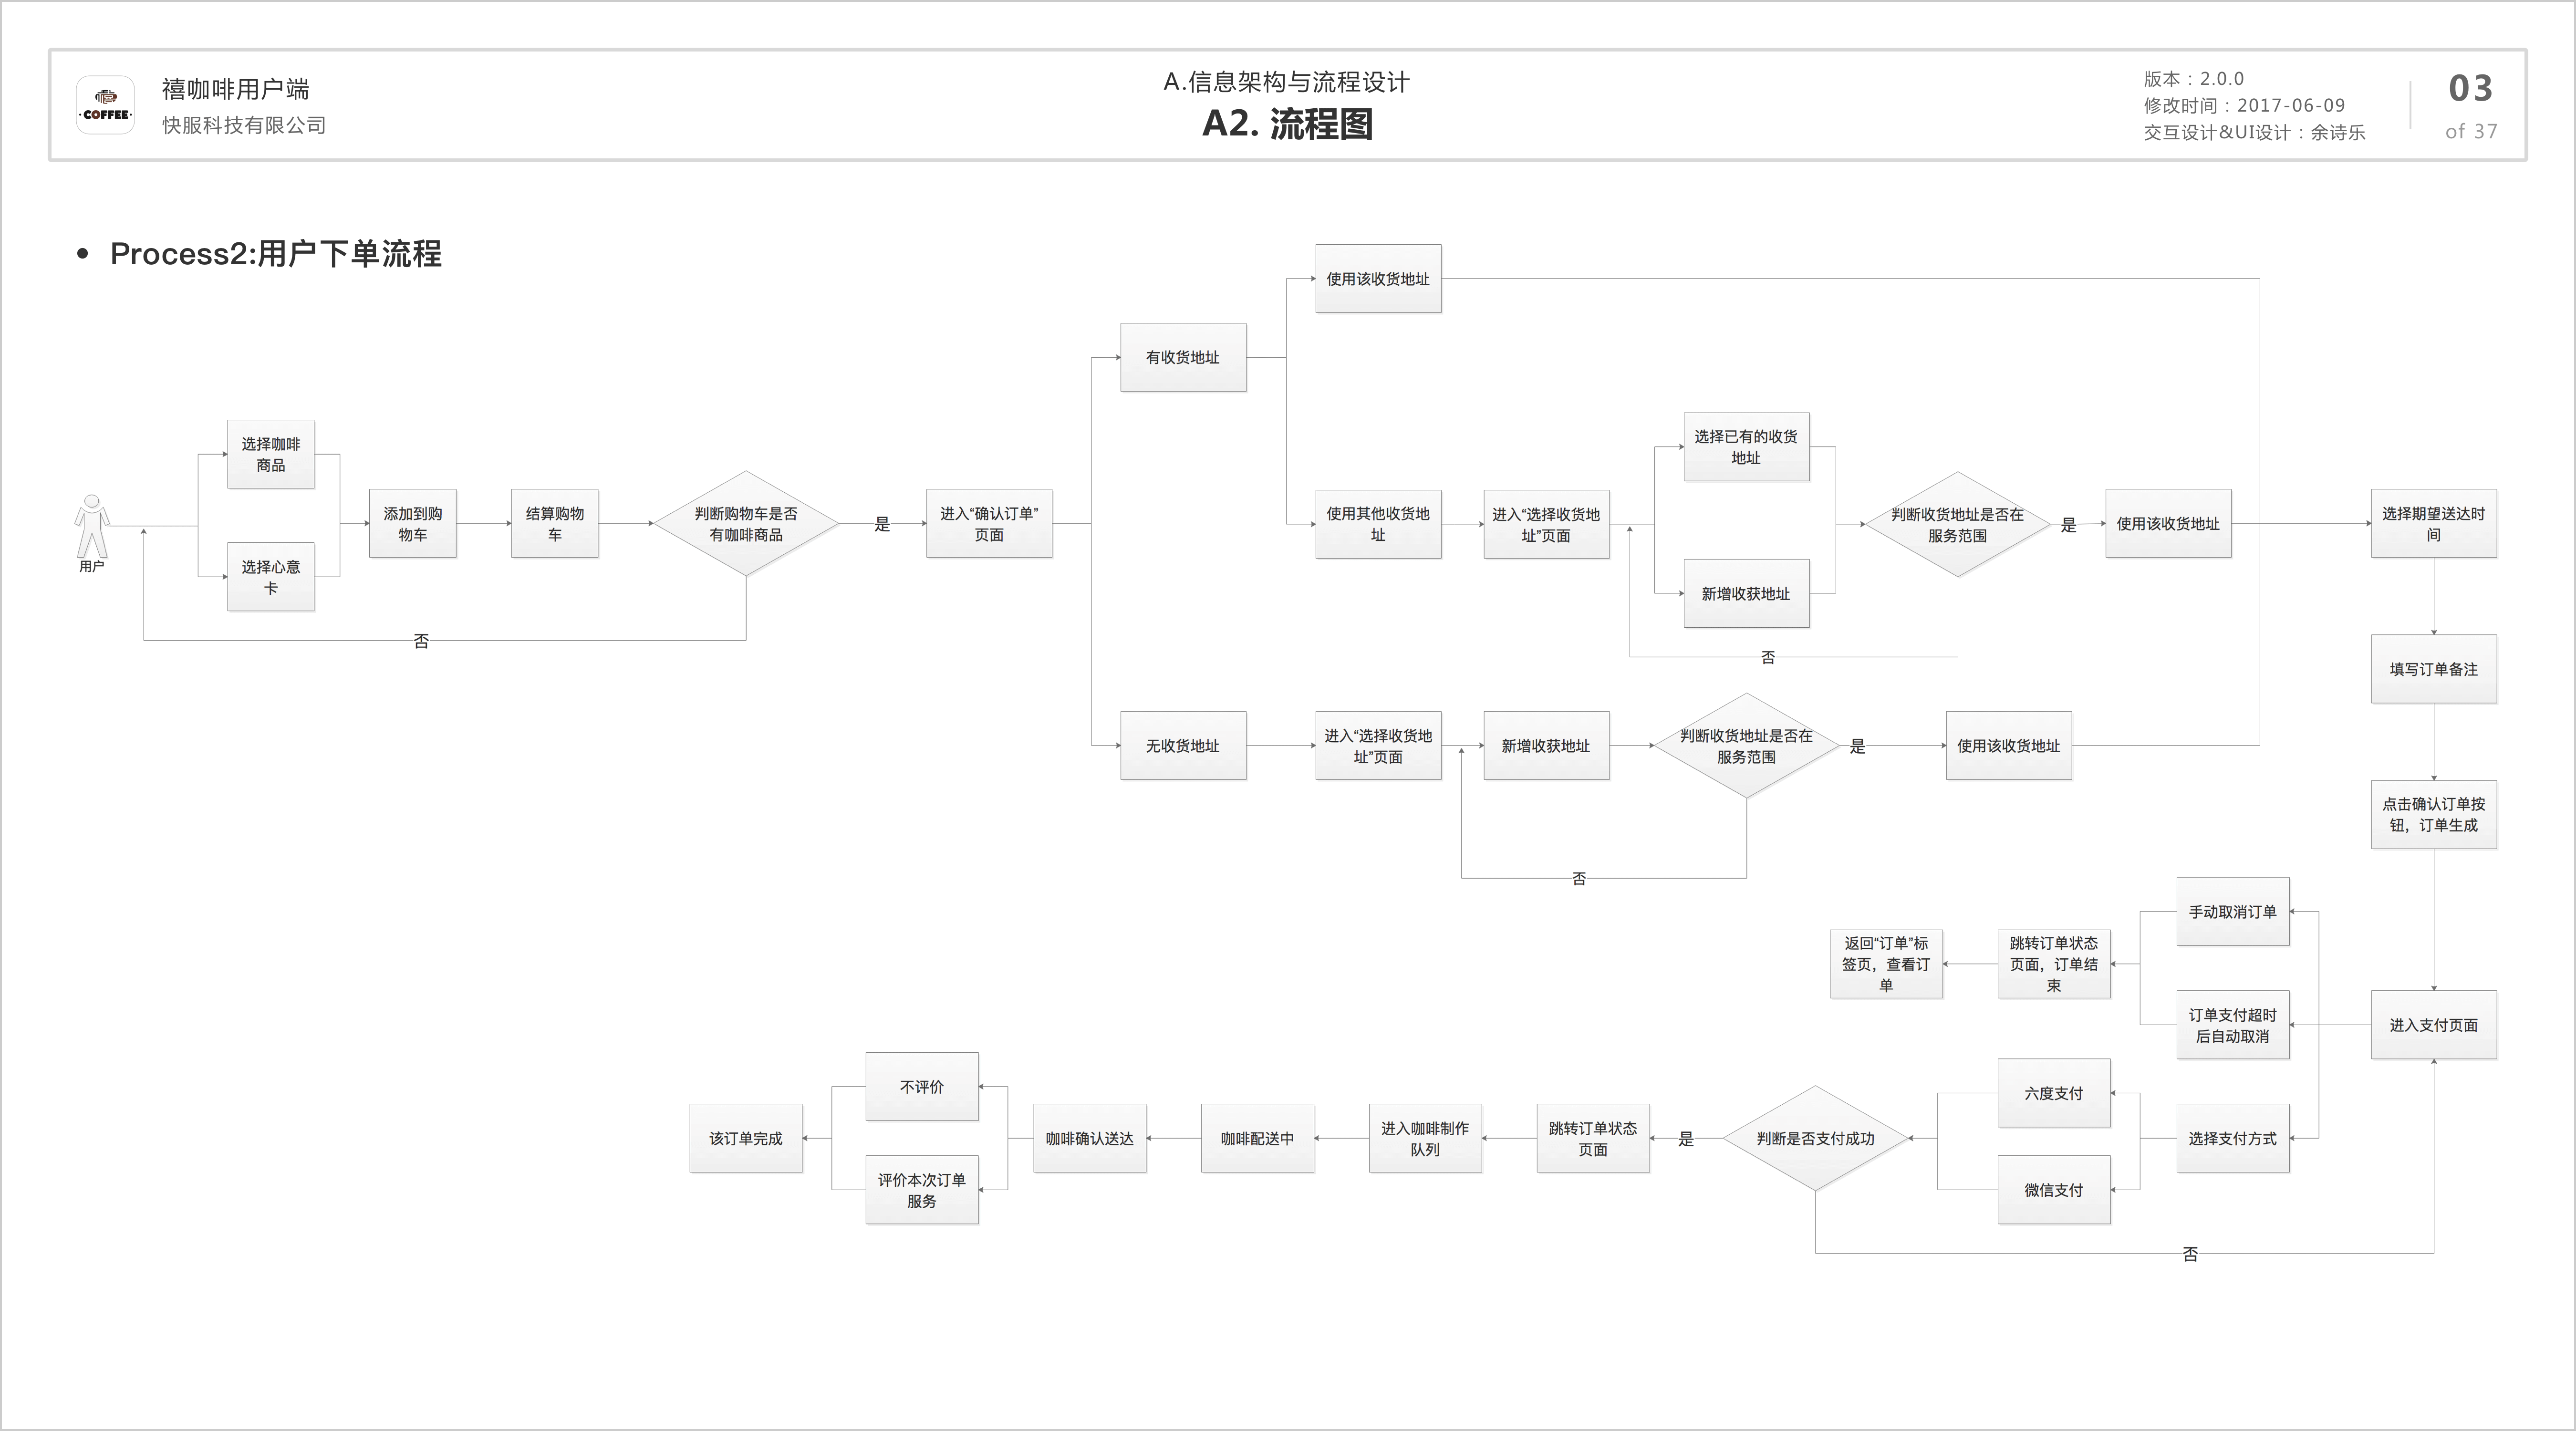 COFFEE
禧咖啡用户端
快服科技有限公司
A.信息架构与流程设计
A2. 流程图
版本：2.0.0
修改时间：2017-06-09
交互设计&UI设计：余诗乐
03
of 37
Process2:用户下单流程
用户
选择咖啡
商品
选择心意
卡
添加到购
物车
结算购物
车
判断购物车是否
有咖啡商品
是
否
进入“确认订单”
页面
有收货地址
使用该收货地址
使用其他收货地
址
进入“选择收货地
址”页面
选择已有的收货
地址
新增收获地址
判断收货地址是否在
服务范围
是
否
使用该收货地址
无收货地址
进入“选择收货地
址”页面
新增收获地址
判断收货地址是否在
服务范围
是
否
使用该收货地址
选择期望送达时
间
填写订单备注
点击确认订单按
钮，订单生成
进入支付页面
手动取消订单
订单支付超时
后自动取消
跳转订单状态
页面，订单结
束
返回“订单”标
签页，查看订
单
选择支付方式
六度支付
微信支付
判断是否支付成功
是
否
跳转订单状态
页面
进入咖啡制作
队列
咖啡配送中
咖啡确认送达
不评价
评价本次订单
服务
该订单完成